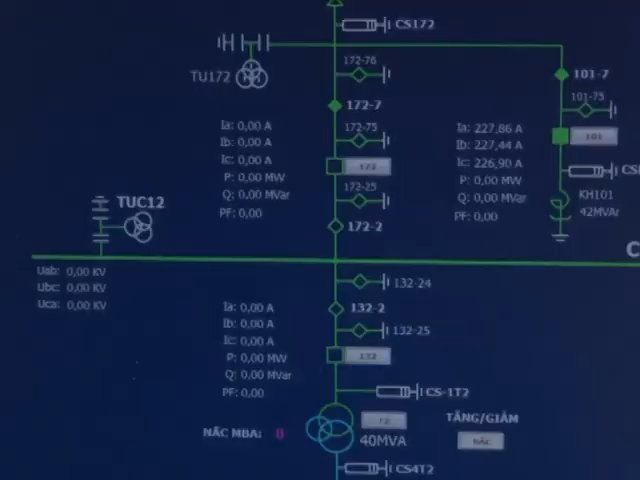 CS172
172-76
101-7
TU172
101-75
172-7
Ia: 0,00 A
172-75
Ia: 227,86 A
101
Ib: 0,00 A
Ib: 227,44 A
Ic: 0,00 A
172
Ic: 226,90 A
P: 0,00 MW
P: 0,00 MW
Q: 0,00 MVar
172-25
Q: 0,00 MVar
KH101
PF: 0,00
PF: 0,00
42MVAr
TUC12
172-2
C
Uab: 0,00 KV
Ubc: 0,00 KV
Uca: 0,00 KV
132-24
Ia: 0,00 A
132-2
Ib: 0,00 A
132-25
Ic: 0,00 A
132
P: 0,00 MW
Q: 0,00 MVar
PF: 0,00
CS-1T2
T2
TĂNG/GIẢM
NẤC MBA: 0
40MVA
NẤC
CS4T2